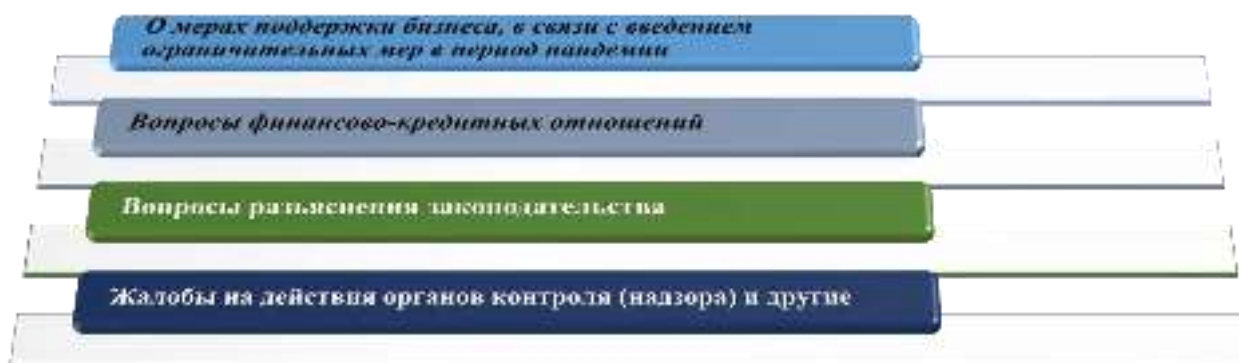 О мерах поддержки бизнеса, в связи с введением
ограничительных мер в период пандемии
Вопросы финансово-кредитных отношений
Вопросы разъяснения законодательства
Жалобы на действия органов контроля (надзора) и другие